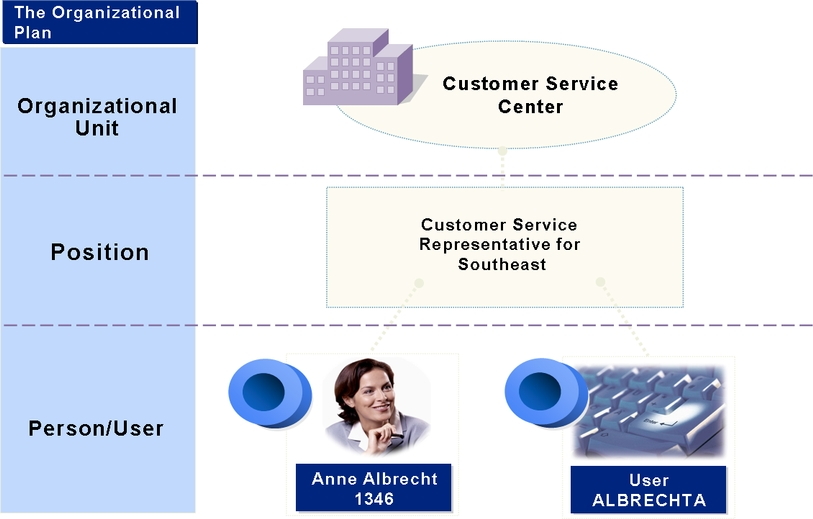 The Organizational
Plan
Organizational
Unit
Customer Service
Center
Position
Customer Service
Representative for
Southeast
Person/User
Anne Albrecht
1346
User
ALBRECHTA